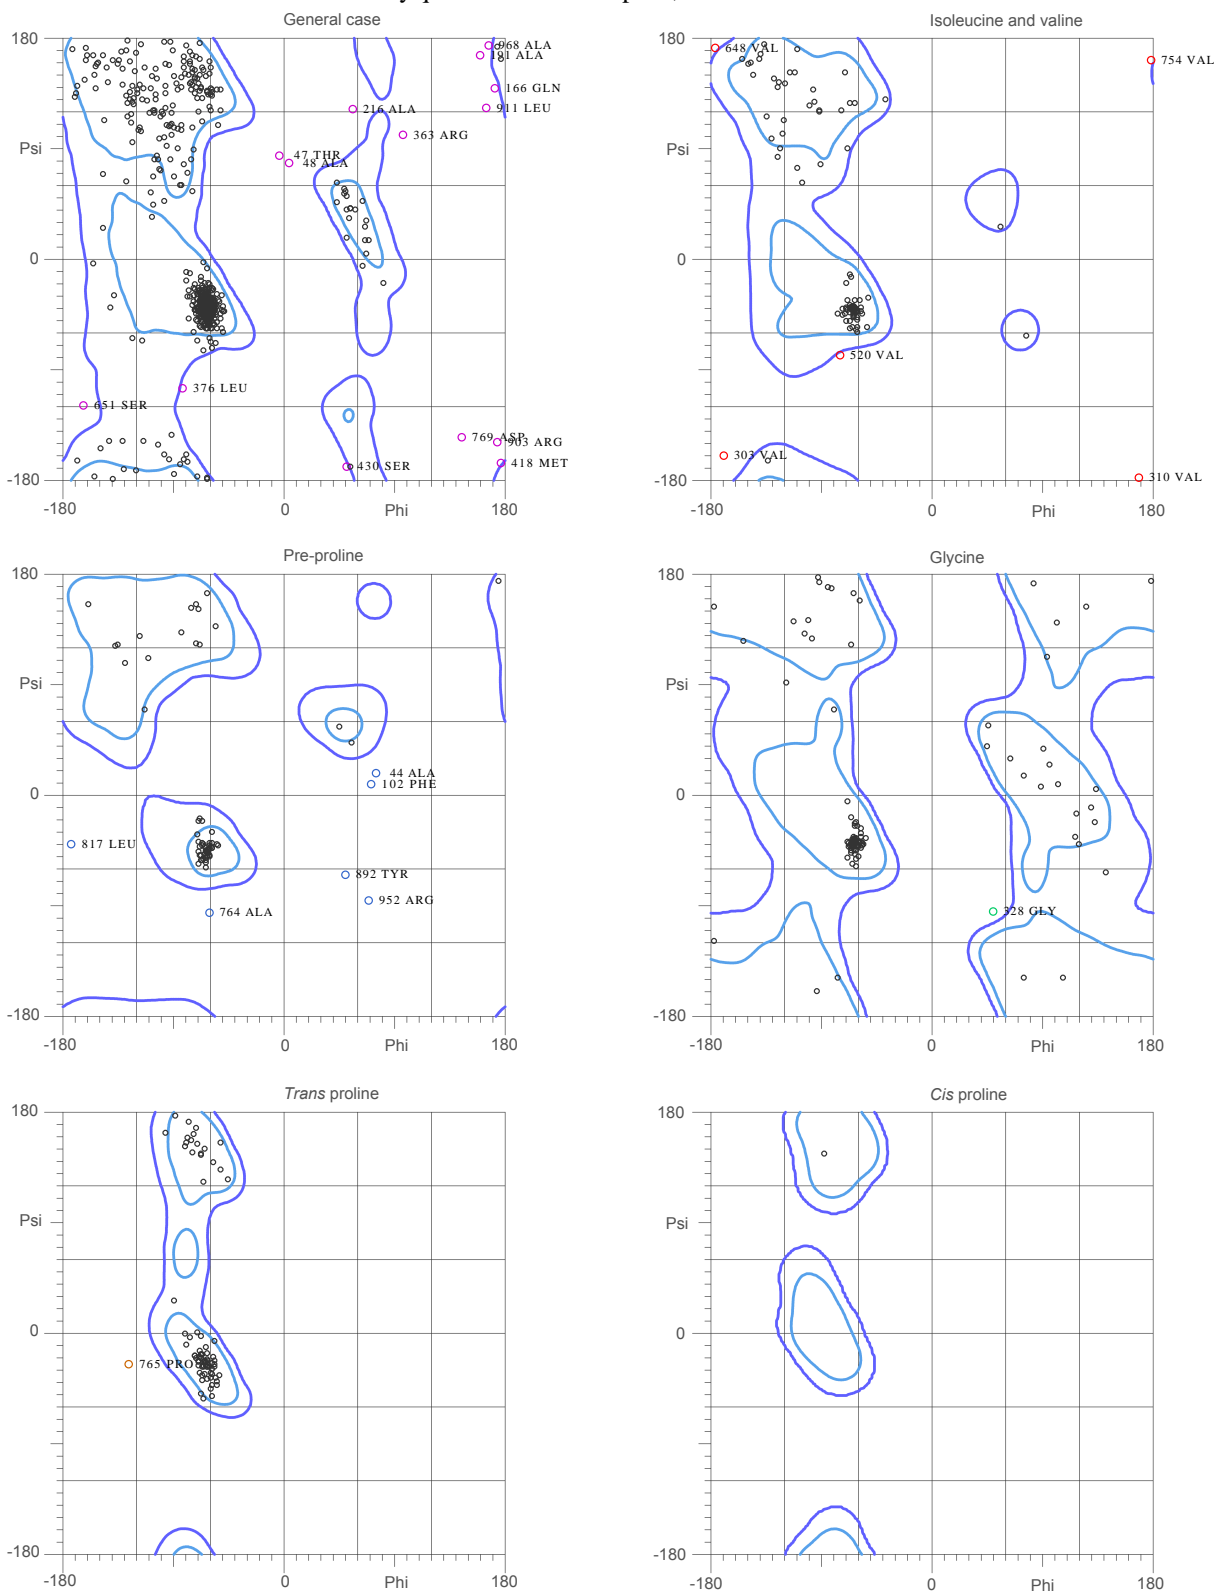 General case
Isoleucine and valine
180
Psi
0
-180
-180
0
Phi
180
968 ALA
191 ALA
166 GLN
911 LEU
216 ALA
363 ARG
47 THR
48 ALA
376 LEU
651 SER
769 ASP
903 ARG
430 SER
418 MET
180
Psi
0
-180
-180
0
Phi
180
648 VAL
754 VAL
520 VAL
303 VAL
310 VAL
Pre-proline
Glycine
180
Psi
0
-180
-180
0
Phi
180
44 ALA
102 PHE
817 LEU
892 TYR
952 ARG
764 ALA
180
Psi
0
-180
-180
0
Phi
180
328 GLY
Trans proline
Cis proline
180
Psi
0
-180
-180
0
Phi
180
765 PRO
180
Psi
0
-180
-180
0
Phi
180